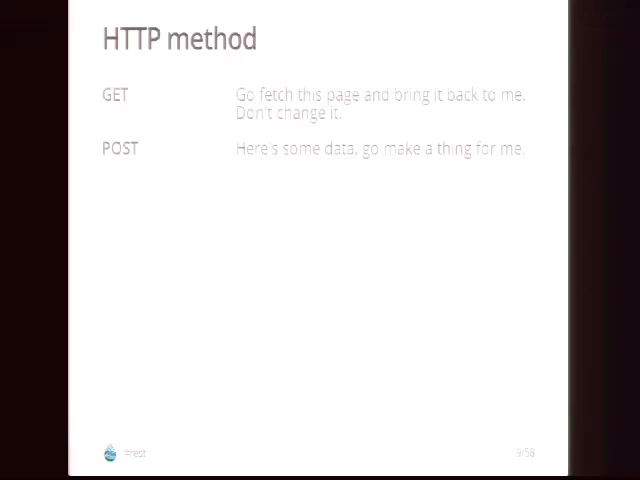 HTTP method
GET Go fetch this page and bring it back to me.
Don't change it.
POST Here's some data, go make a thing for me.
#rest 9/58